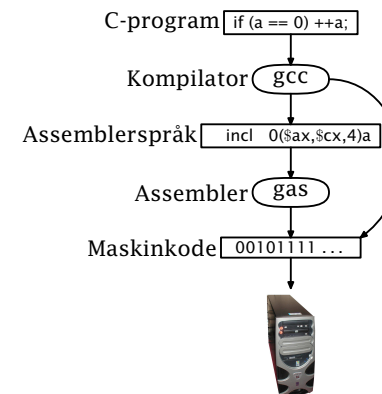 C-program if (a == 0) ++a;
Kompilator gcc
Assemblerspråk incl 0($ax,$cx,4)a
Assembler gas
Maskinkode 00101111 ...